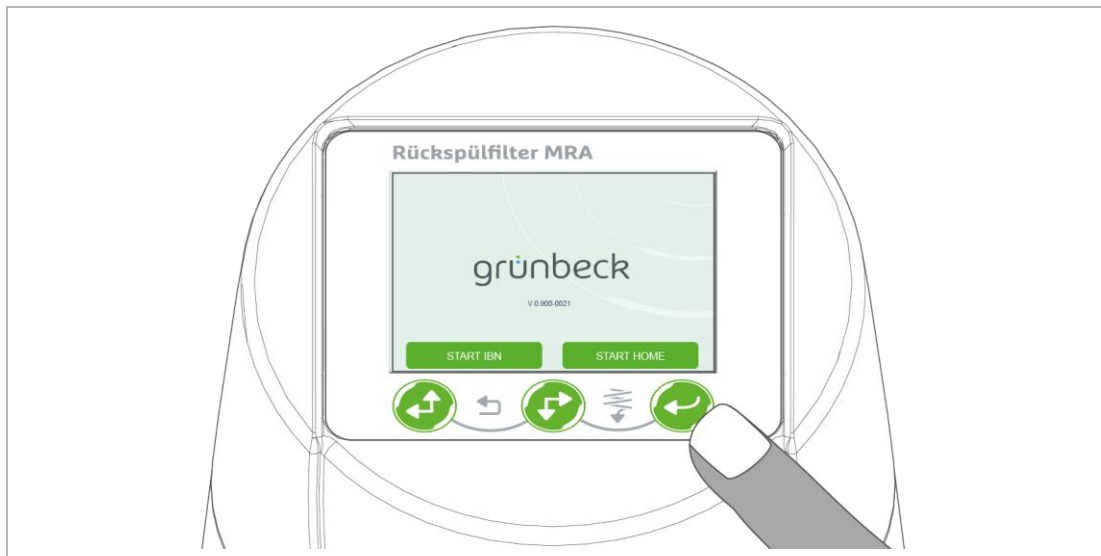 Rückspülfilter MRA
grünbeck
V 0.900-0021
START IBN
START HOME